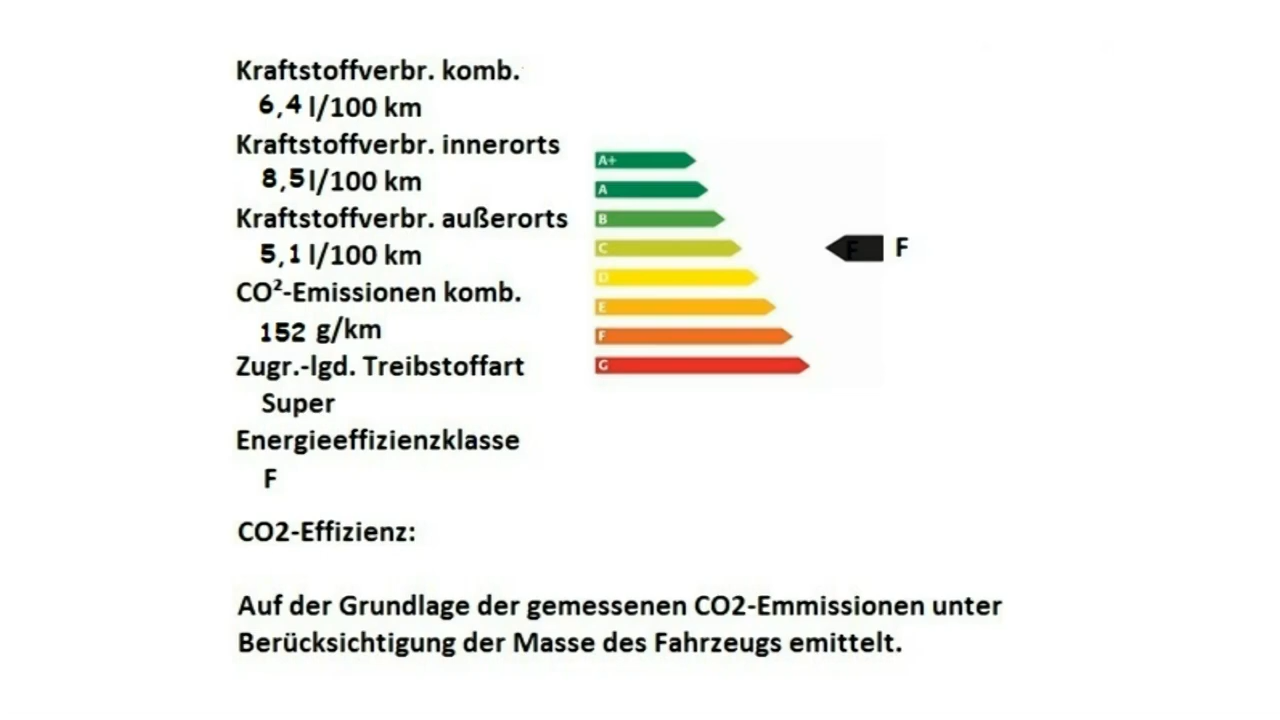 Kraftstoffverbr. komb.
6,4 l/100 km
Kraftstoffverbr. innerorts
8,5 l/100 km
Kraftstoffverbr. außerorts
5,1 l/100 km
CO²-Emissionen komb.
152 g/km
Zugr.-lgd. Treibstoffart
Super
Energieeffizienzklasse
F
A+
A
B
C
D
E
F
G
F F
CO2-Effizienz:
Auf der Grundlage der gemessenen CO2-Emmissionen unter
Berücksichtigung der Masse des Fahrzeugs emittelt.